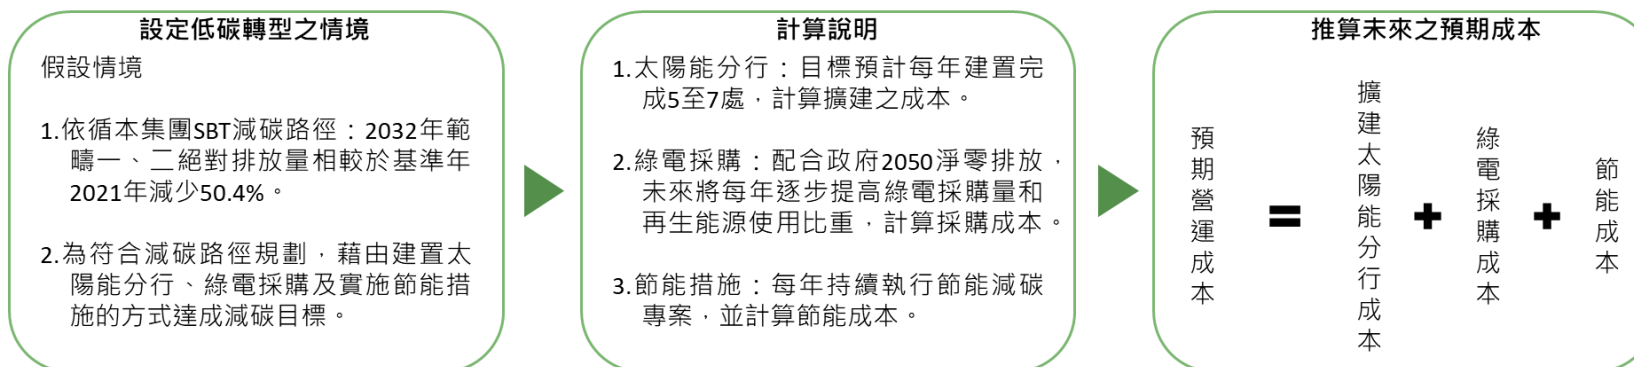 設定低碳轉型之情境
假設情境
1.依循本集團SBT減碳路徑：2032年範
疇一、二絕對排放量相較於基準年
2021年減少50.4%。
2.為符合減碳路徑規劃，藉由建置太
陽能分行、綠電採購及實施節能措
施的方式達成減碳目標。
計算說明
1.太陽能分行：目標預計每年建置完
成5至7處，計算擴建之成本。
2.綠電採購：配合政府2050淨零排放，
未來將每年逐步提高綠電採購量和
再生能源使用比重，計算採購成本。
3.節能措施：每年持續執行節能減碳
專案，並計算節能成本。
推算未來之預期成本
預期營運成本
=
擴建太陽能分行成本
+
綠電採購成本
+
節能成本